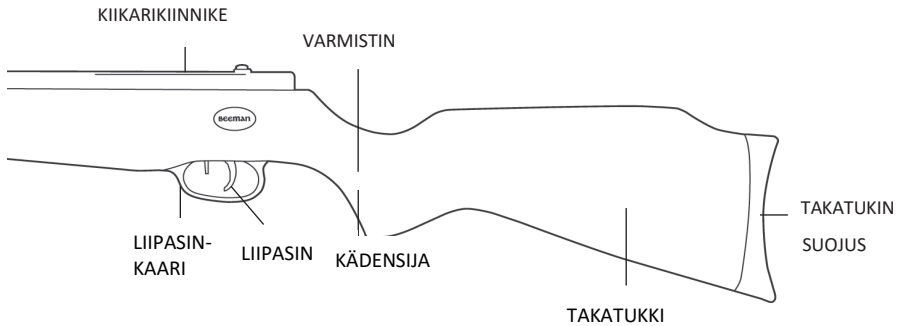 KIIKARIKIINNIKE
VARMISTIN
BEEMAN
LIIPASIN-
KAARI
LIIPASIN
KÄDENSIJA
TAKATUKKI
TAKATUKIN
SUOJUS